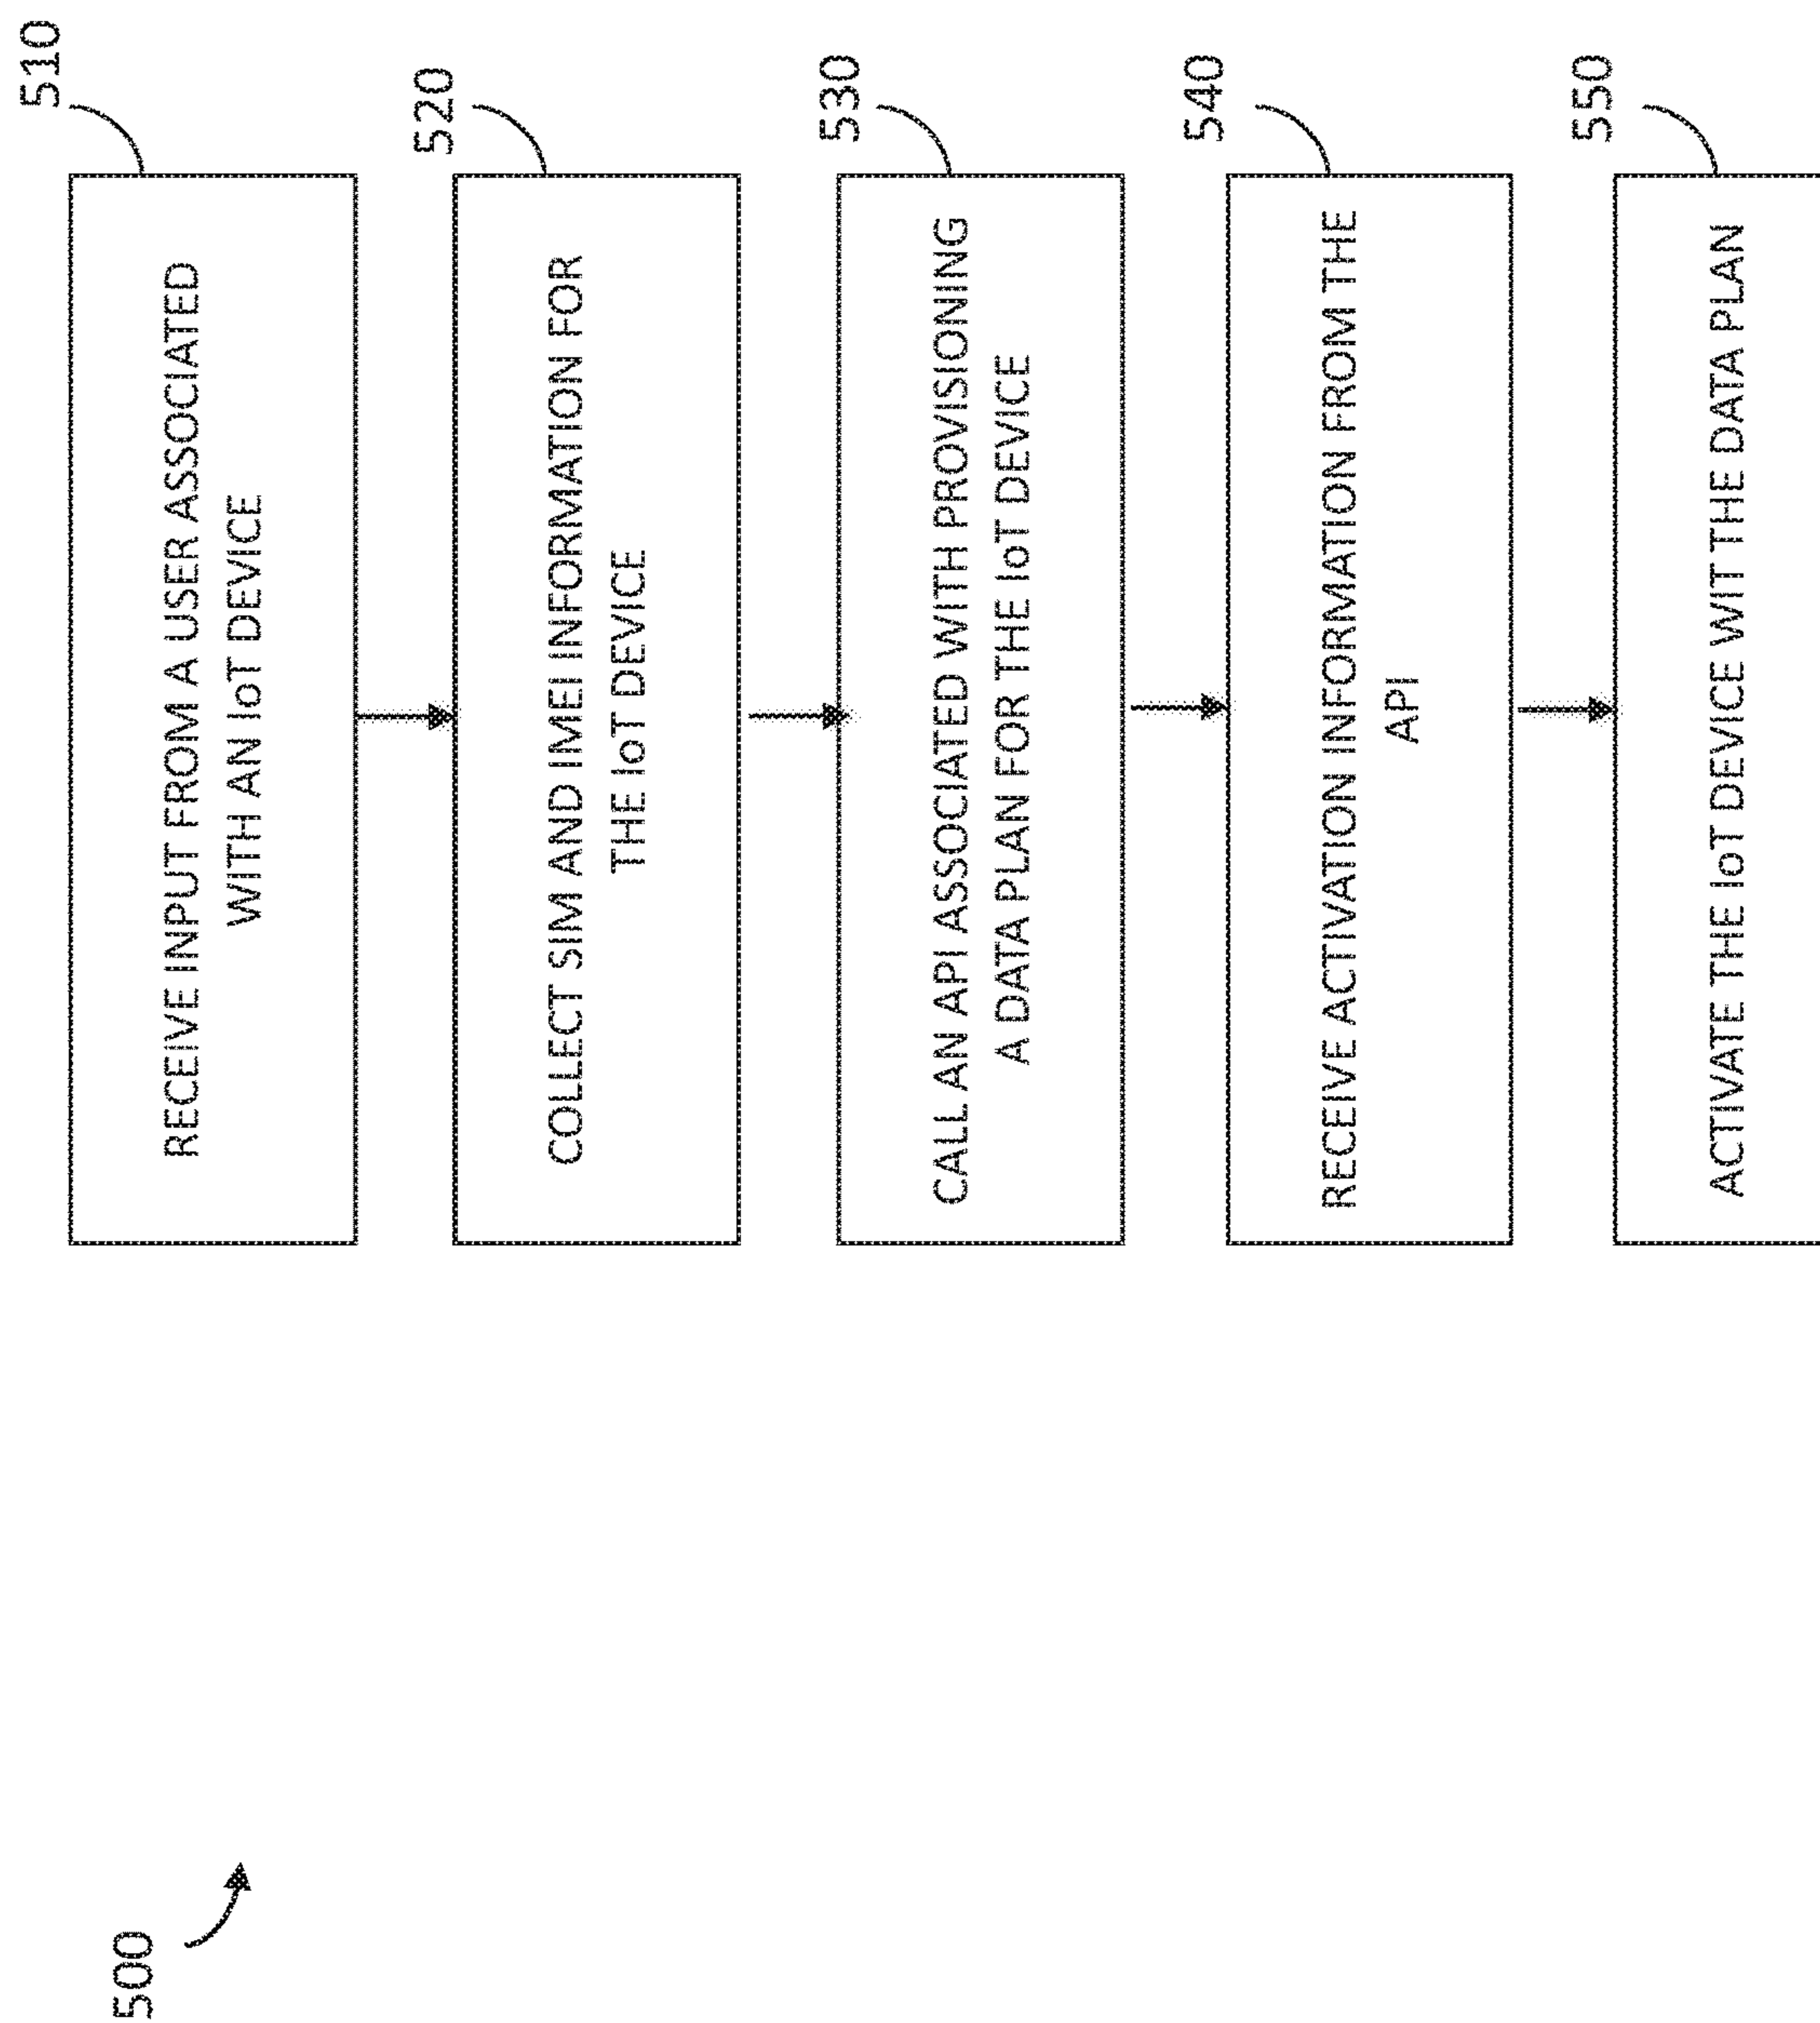 500
510
RECEIVE INPUT FROM A USER ASSOCIATED
WITH AN IoT DEVICE
520
COLLECT SIM AND IMEI INFORMATION FOR
THE IoT DEVICE
530
CALL AN API ASSOCIATED WITH PROVISIONING
A DATA PLAN FOR THE IoT DEVICE
540
RECEIVE ACTIVATION INFORMATION FROM THE
API
550
ACTIVATE THE IoT DEVICE WIT THE DATA PLAN